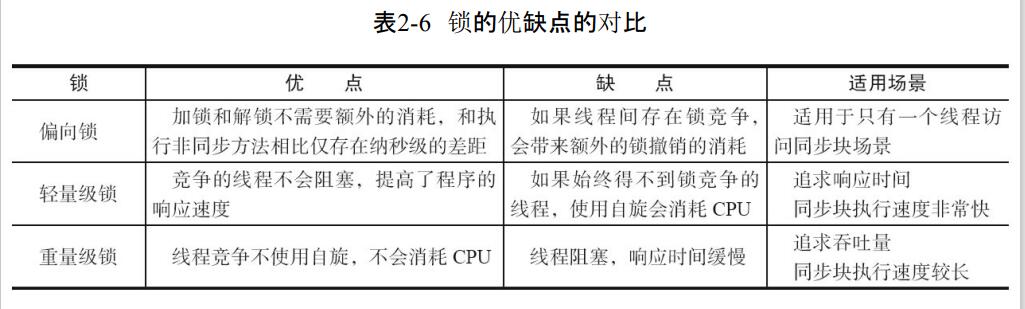 表2-6 锁的优缺点的对比
锁 优 点 缺 点 适用场景
偏向锁
加锁和解锁不需要额外的消耗，和执
行非同步方法相比仅存在纳秒级的差距
如果线程间存在锁竞争，
会带来额外的锁撤销的消耗
适用于只有一个线程访
问同步块场景
轻量级锁
竞争的线程不会阻塞，提高了程序的
响应速度
如果始终得不到锁竞争的
线程，使用自旋会消耗 CPU
追求响应时间
同步块执行速度非常快
重量级锁
线程竞争不使用自旋，不会消耗 CPU
线程阻塞，响应时间缓慢
追求吞吐量
同步块执行速度较长